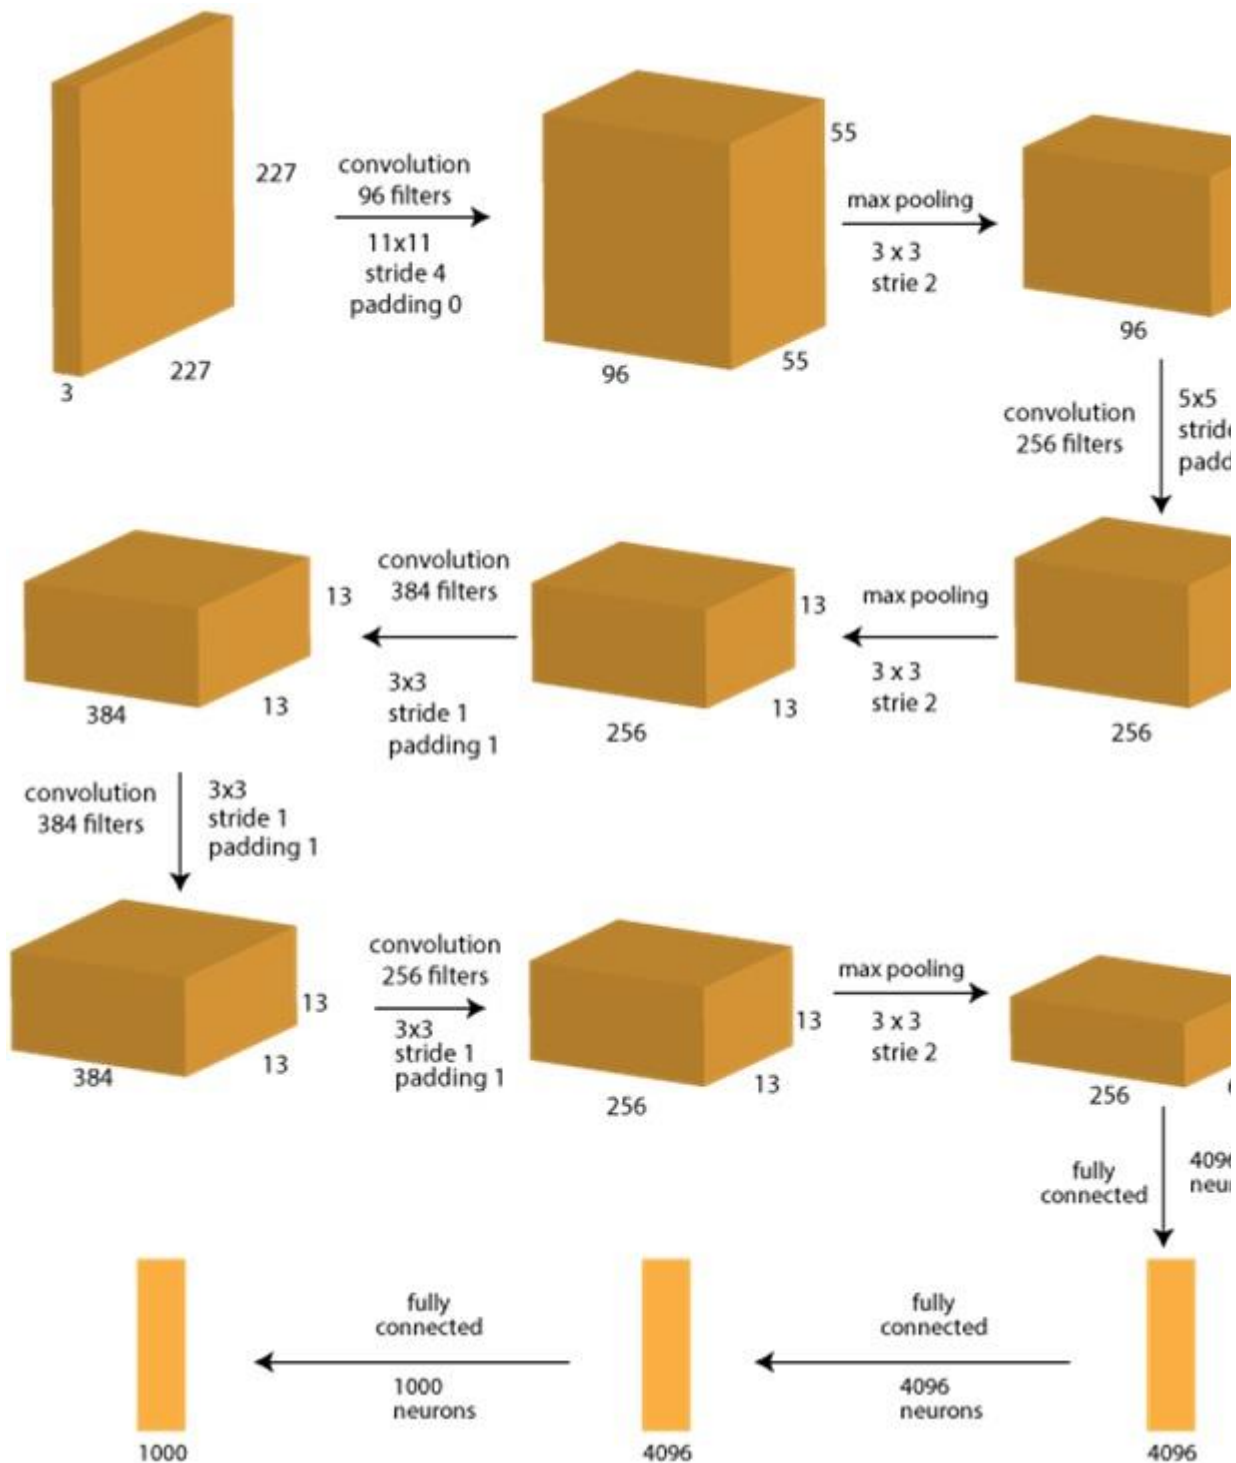 227
convolution
96 filters
11x11
stride 4
padding 0
3
227
55
96
55
max pooling
3 x 3
strie 2
96
convolution
256 filters
5x5
256
max pooling
3 x 3
strie 2
13
256
13
convolution
384 filters
3x3
stride 1
padding 1
13
384
13
convolution
384 filters
3x3
stride 1
padding 1
13
384
13
convolution
256 filters
3x3
stride 1
padding 1
13
256
13
max pooling
3 x 3
strie 2
256
fully
connected
4096
fully
connected
4096
neurons
4096
fully
connected
1000
neurons
1000